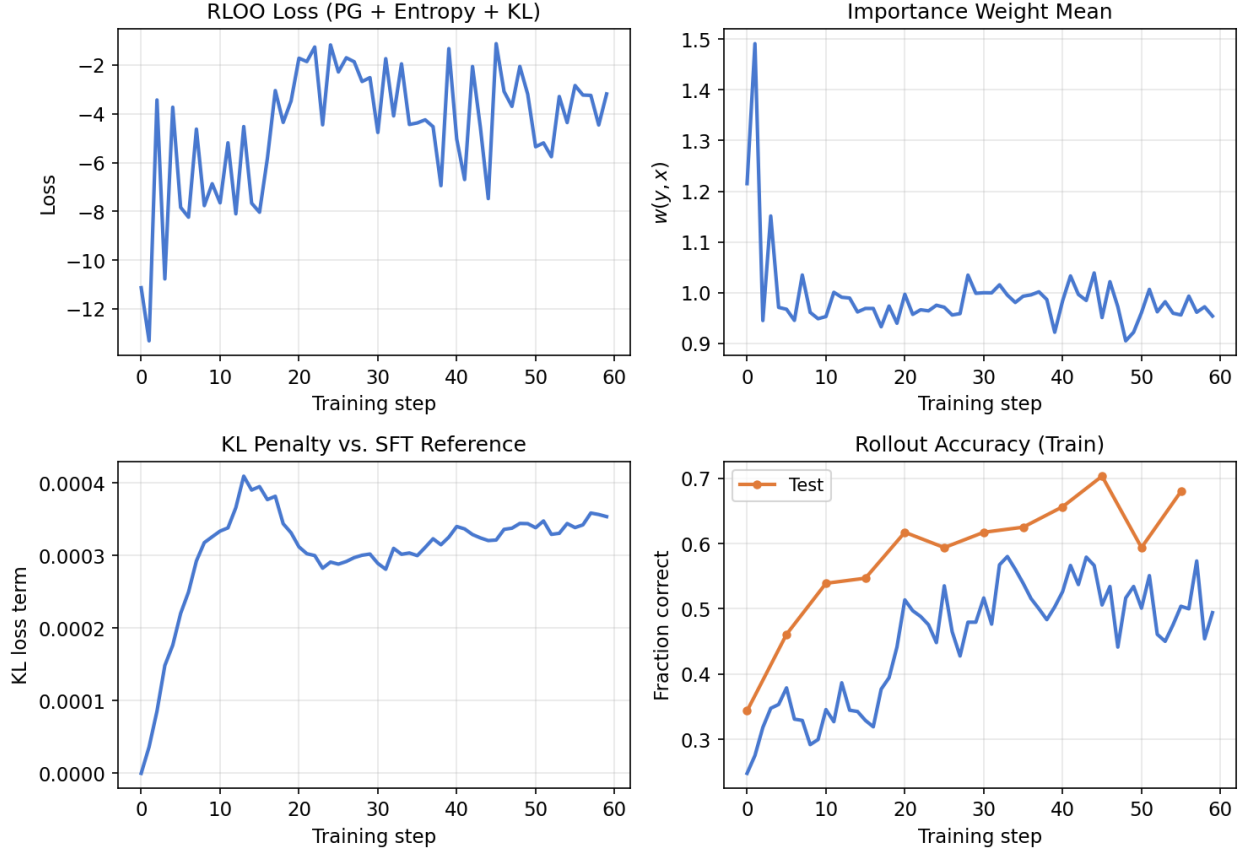 RLOO Loss (PG + Entropy + KL)
Loss
−2
−4
−6
−8
−10
−12
0 10 20 30 40 50 60
Training step
Importance Weight Mean
w(y, x)
1.5
1.4
1.3
1.2
1.1
1.0
0.9
0 10 20 30 40 50 60
Training step
KL Penalty vs. SFT Reference
KL loss term
0.0004
0.0003
0.0002
0.0001
0.0000
0 10 20 30 40 50 60
Training step
Rollout Accuracy (Train)
Fraction correct
0.7
0.6
0.5
0.4
0.3
Test
0 10 20 30 40 50 60
Training step